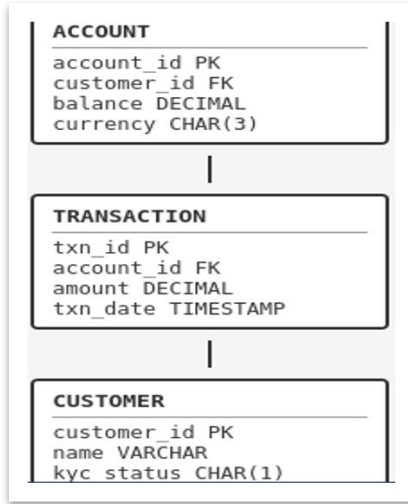 ACCOUNT
account_id PK
customer_id FK
balance DECIMAL
currency CHAR(3)
TRANSACTION
txn_id PK
account_id FK
amount DECIMAL
txn_date TIMESTAMP
CUSTOMER
customer_id PK
name VARCHAR
kyc_status CHAR(1)